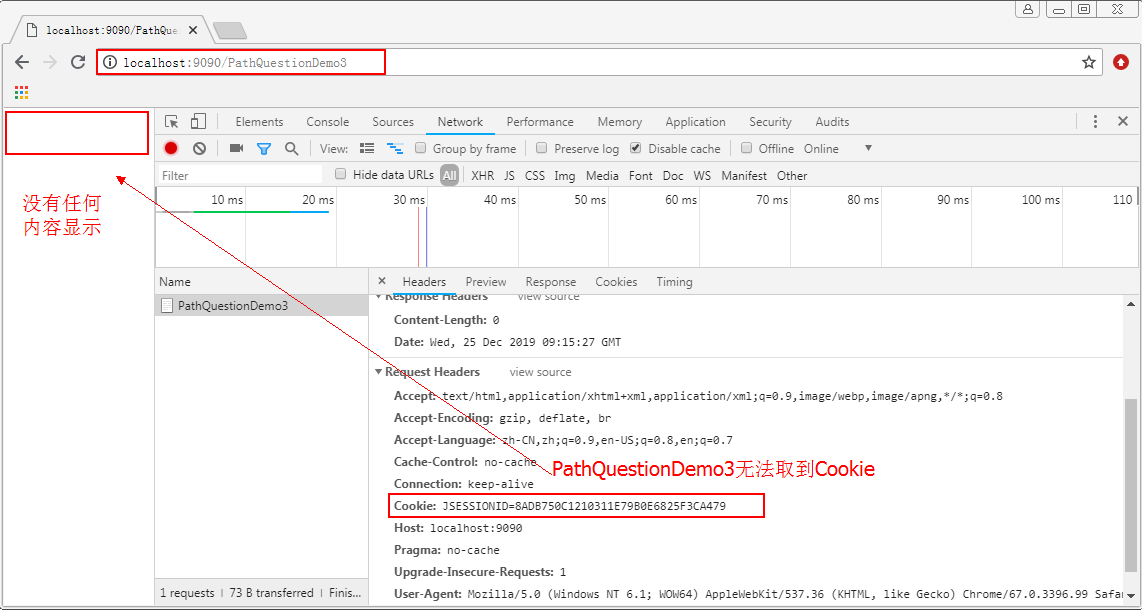 localhost:9090/PathQue
localhost:9090/PathQuestionDemo3
Elements Console Sources Network Performance Memory Application Security Audits
View: Group by frame Preserve log Disable cache Offline Online
Filter Hide data URLs All XHR JS CSS Img Media Font Doc WS Manifest Other
10 ms 20 ms 30 ms 40 ms 50 ms 60 ms 70 ms 80 ms 90 ms 100 ms 110
没有任何
内容显示
Name
PathQuestionDemo3
Headers Preview Response Cookies Timing
Response Headers view source
Content-Length: 0
Date: Wed, 25 Dec 2019 09:15:27 GMT
Request Headers view source
Accept: text/html,application/xhtml+xml,application/xml;q=0.9,image/webp,image/apng,*/*;q=0.8
Accept-Encoding: gzip, deflate, br
Accept-Language: zh-CN,zh;q=0.9,en-US;q=0.8,en;q=0.7
Cache-Control: no-cache
PathQuestionDemo3无法取到Cookie
Connection: keep-alive
Cookie: JSESSIONID=8ADB750C1210311E79B0E6825F3CA479
Host: localhost:9090
Pragma: no-cache
Upgrade-Insecure-Requests: 1
User-Agent: Mozilla/5.0 (Windows NT 6.1; WOW64) AppleWebKit/537.36 (KHTML, like Gecko) Chrome/67.0.3396.99 Safar
1 requests | 73 B transferred | Finis...